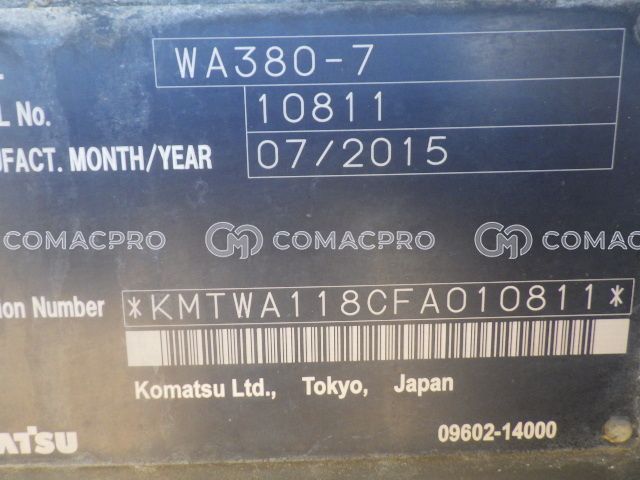 WA380-7
L No. 10811
UFACT. MONTH/YEAR 07/2015
COMACPRO COMACPRO COMACPRO
ion Number *KMTWA118CFA010811*
Komatsu Ltd., Tokyo, Japan
ATSU 09602-14000